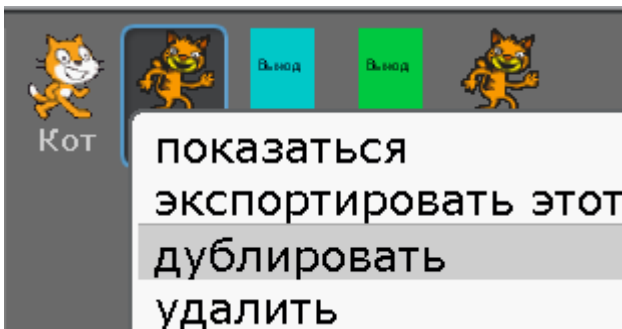 Выход Выход
Кот
показаться
экспортировать этот
дублировать
удалить